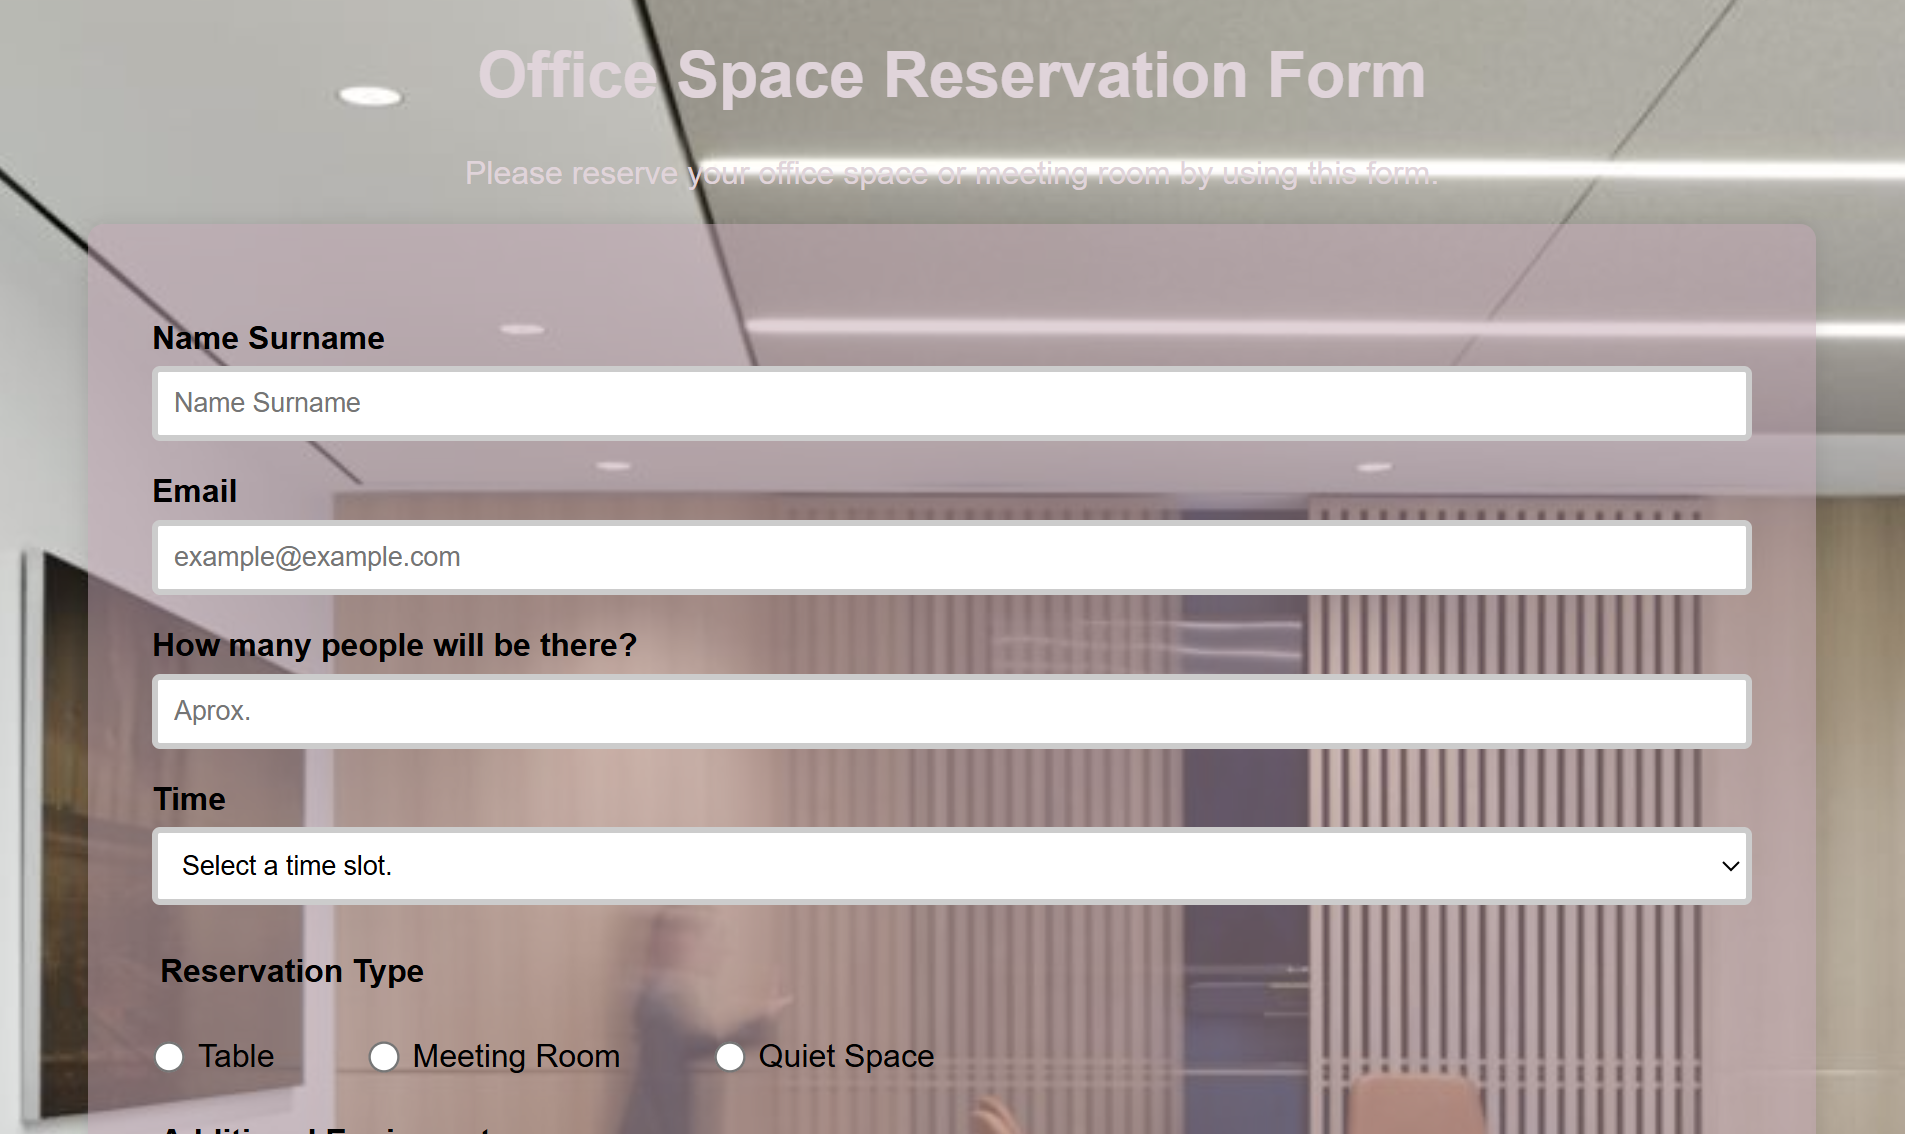 Office Space Reservation Form
Please reserve your office space or meeting room by using this form.
Name Surname
Name Surname
Email
example@example.com
How many people will be there?
Aprox.
Time
Select a time slot.
Reservation Type
Table Meeting Room Quiet Space